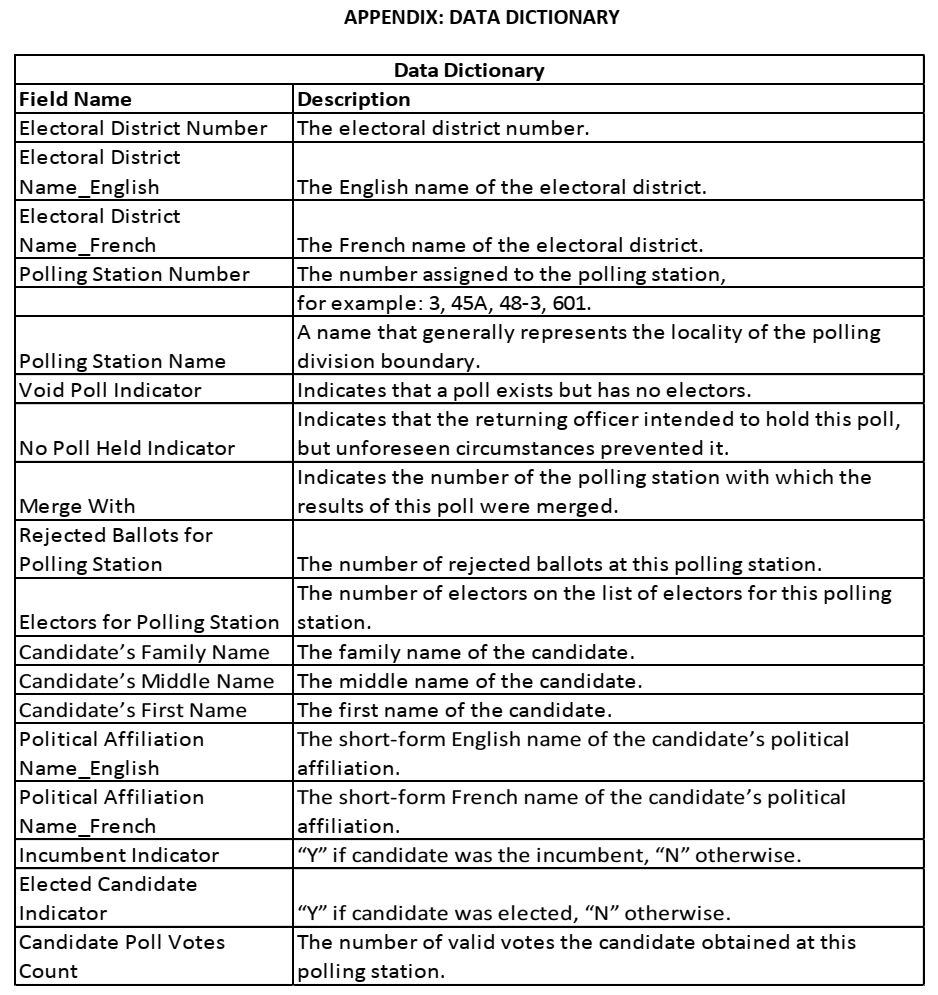 APPENDIX: DATA DICTIONARY
Data Dictionary
Field Name Description
Electoral District Number The electoral district number.
Electoral District
Name_English The English name of the electoral district.
Electoral District
Name_French The French name of the electoral district.
Polling Station Number The number assigned to the polling station,
for example: 3, 45A, 48-3, 601.
A name that generally represents the locality of the polling
Polling Station Name division boundary.
Void Poll Indicator Indicates that a poll exists but has no electors.
Indicates that the returning officer intended to hold this poll,
No Poll Held Indicator but unforeseen circumstances prevented it.
Indicates the number of the polling station with which the
Merge With results of this poll were merged.
Rejected Ballots for
Polling Station The number of rejected ballots at this polling station.
The number of electors on the list of electors for this polling
Electors for Polling Station station.
Candidate’s Family Name The family name of the candidate.
Candidate’s Middle Name The middle name of the candidate.
Candidate’s First Name The first name of the candidate.
Political Affiliation The short-form English name of the candidate’s political
Name_English affiliation.
Political Affiliation The short-form French name of the candidate’s political
Name_French affiliation.
Incumbent Indicator “Y” if candidate was the incumbent, “N” otherwise.
Elected Candidate
Indicator “Y” if candidate was elected, “N” otherwise.
Candidate Poll Votes The number of valid votes the candidate obtained at this
Count polling station.